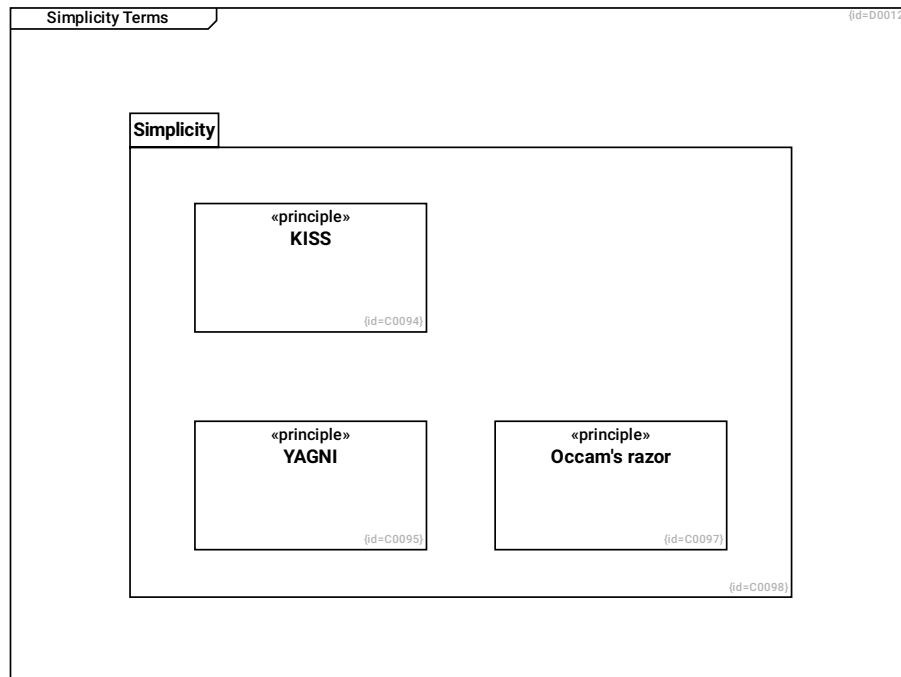 Simplicity Terms
{id=D0012
Simplicity
«principle»
KISS
{id=C0094}
«principle»
YAGNI
{id=C0095}
«principle»
Occam's razor
{id=C0097}
{id=C0098}